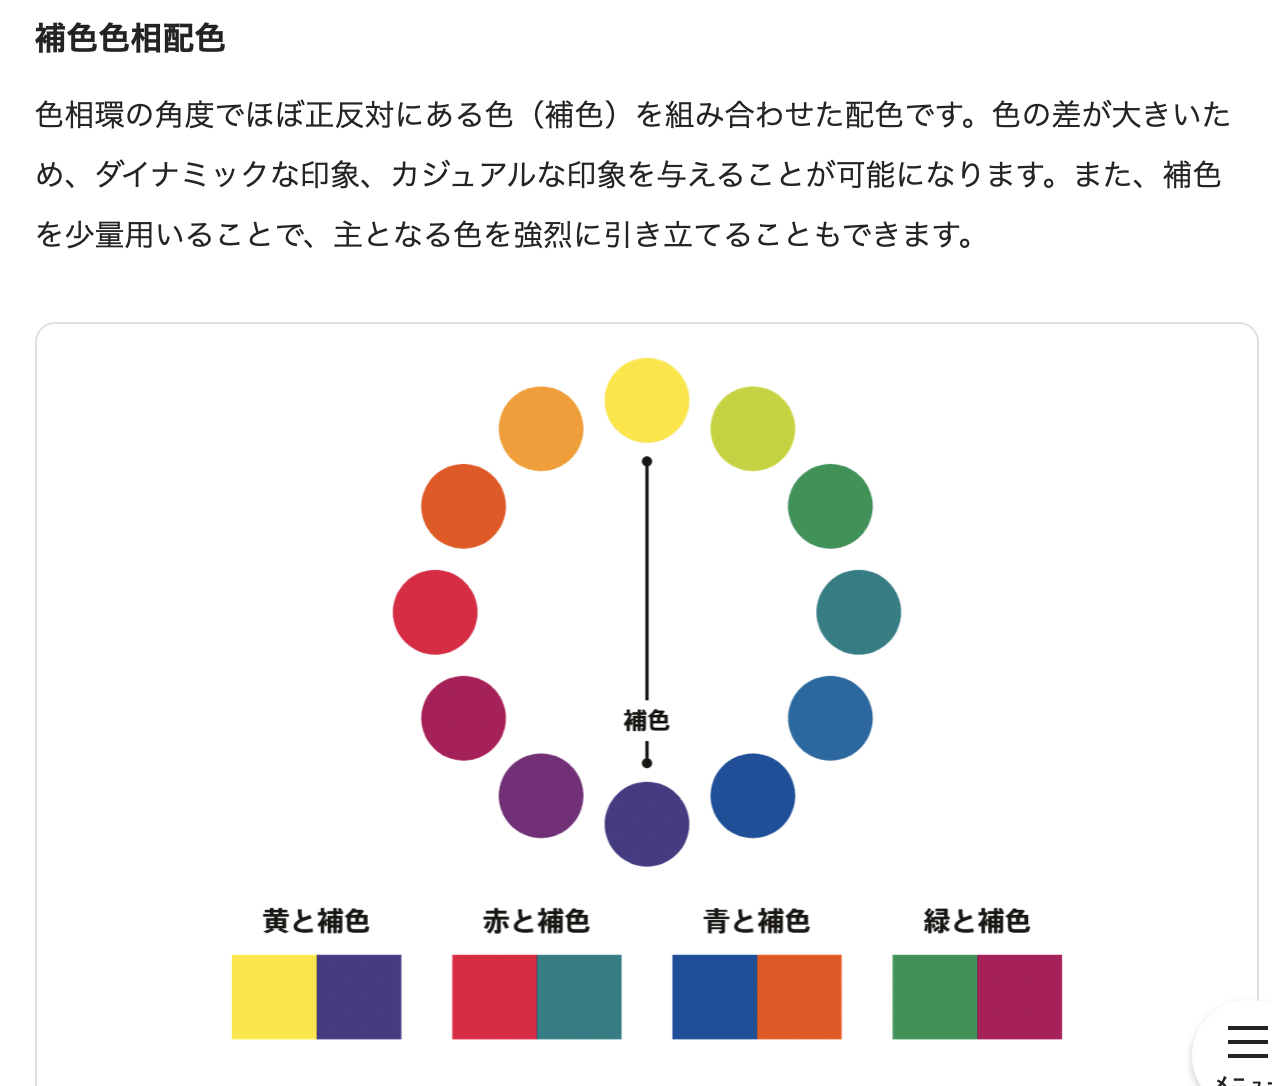 補色色相配色
色相環の角度でほぼ正反対にある色（補色）を組み合わせた配色です。色の差が大きいた
め、ダイナミックな印象、カジュアルな印象を与えることが可能になります。また、補色
を少量用いることで、主となる色を強烈に引き立てることもできます。
補色
黄と補色 赤と補色 青と補色 緑と補色